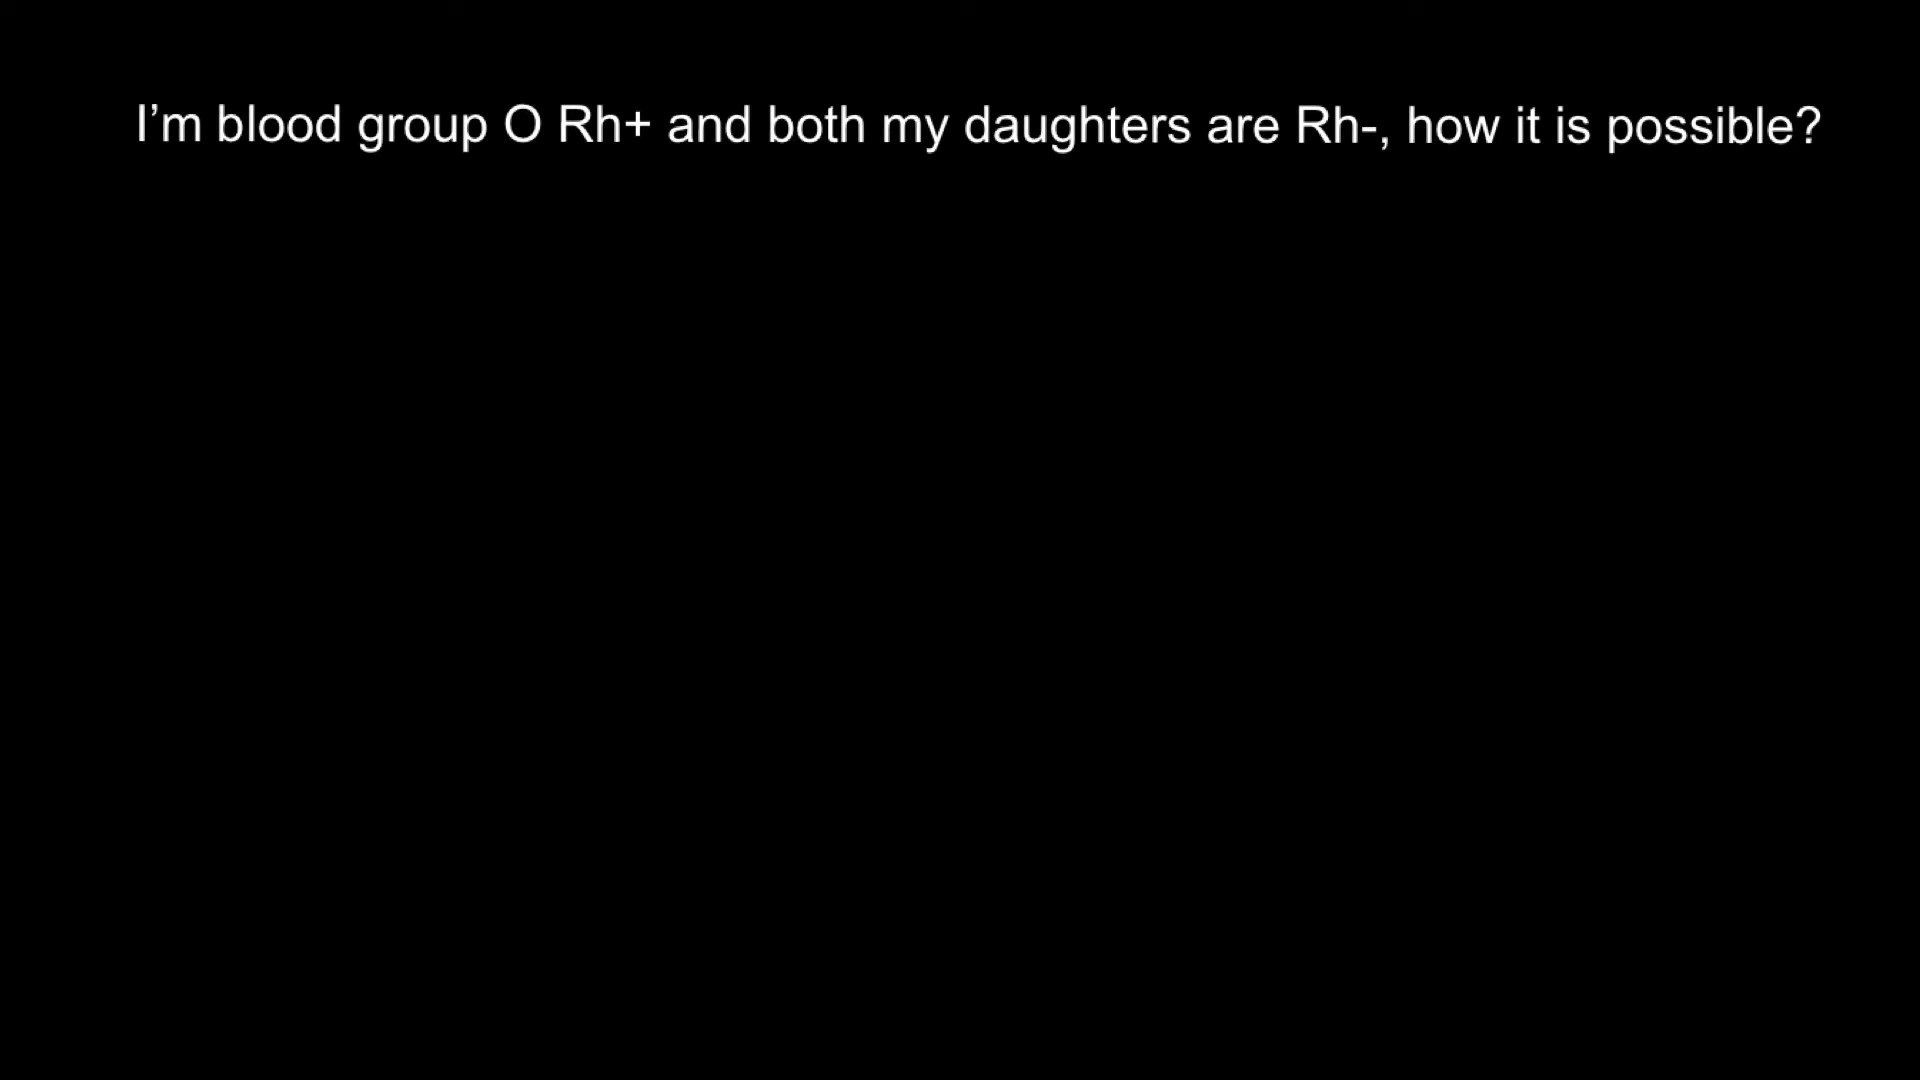 I’m blood group O Rh+ and both my daughters are Rh-, how it is possible?